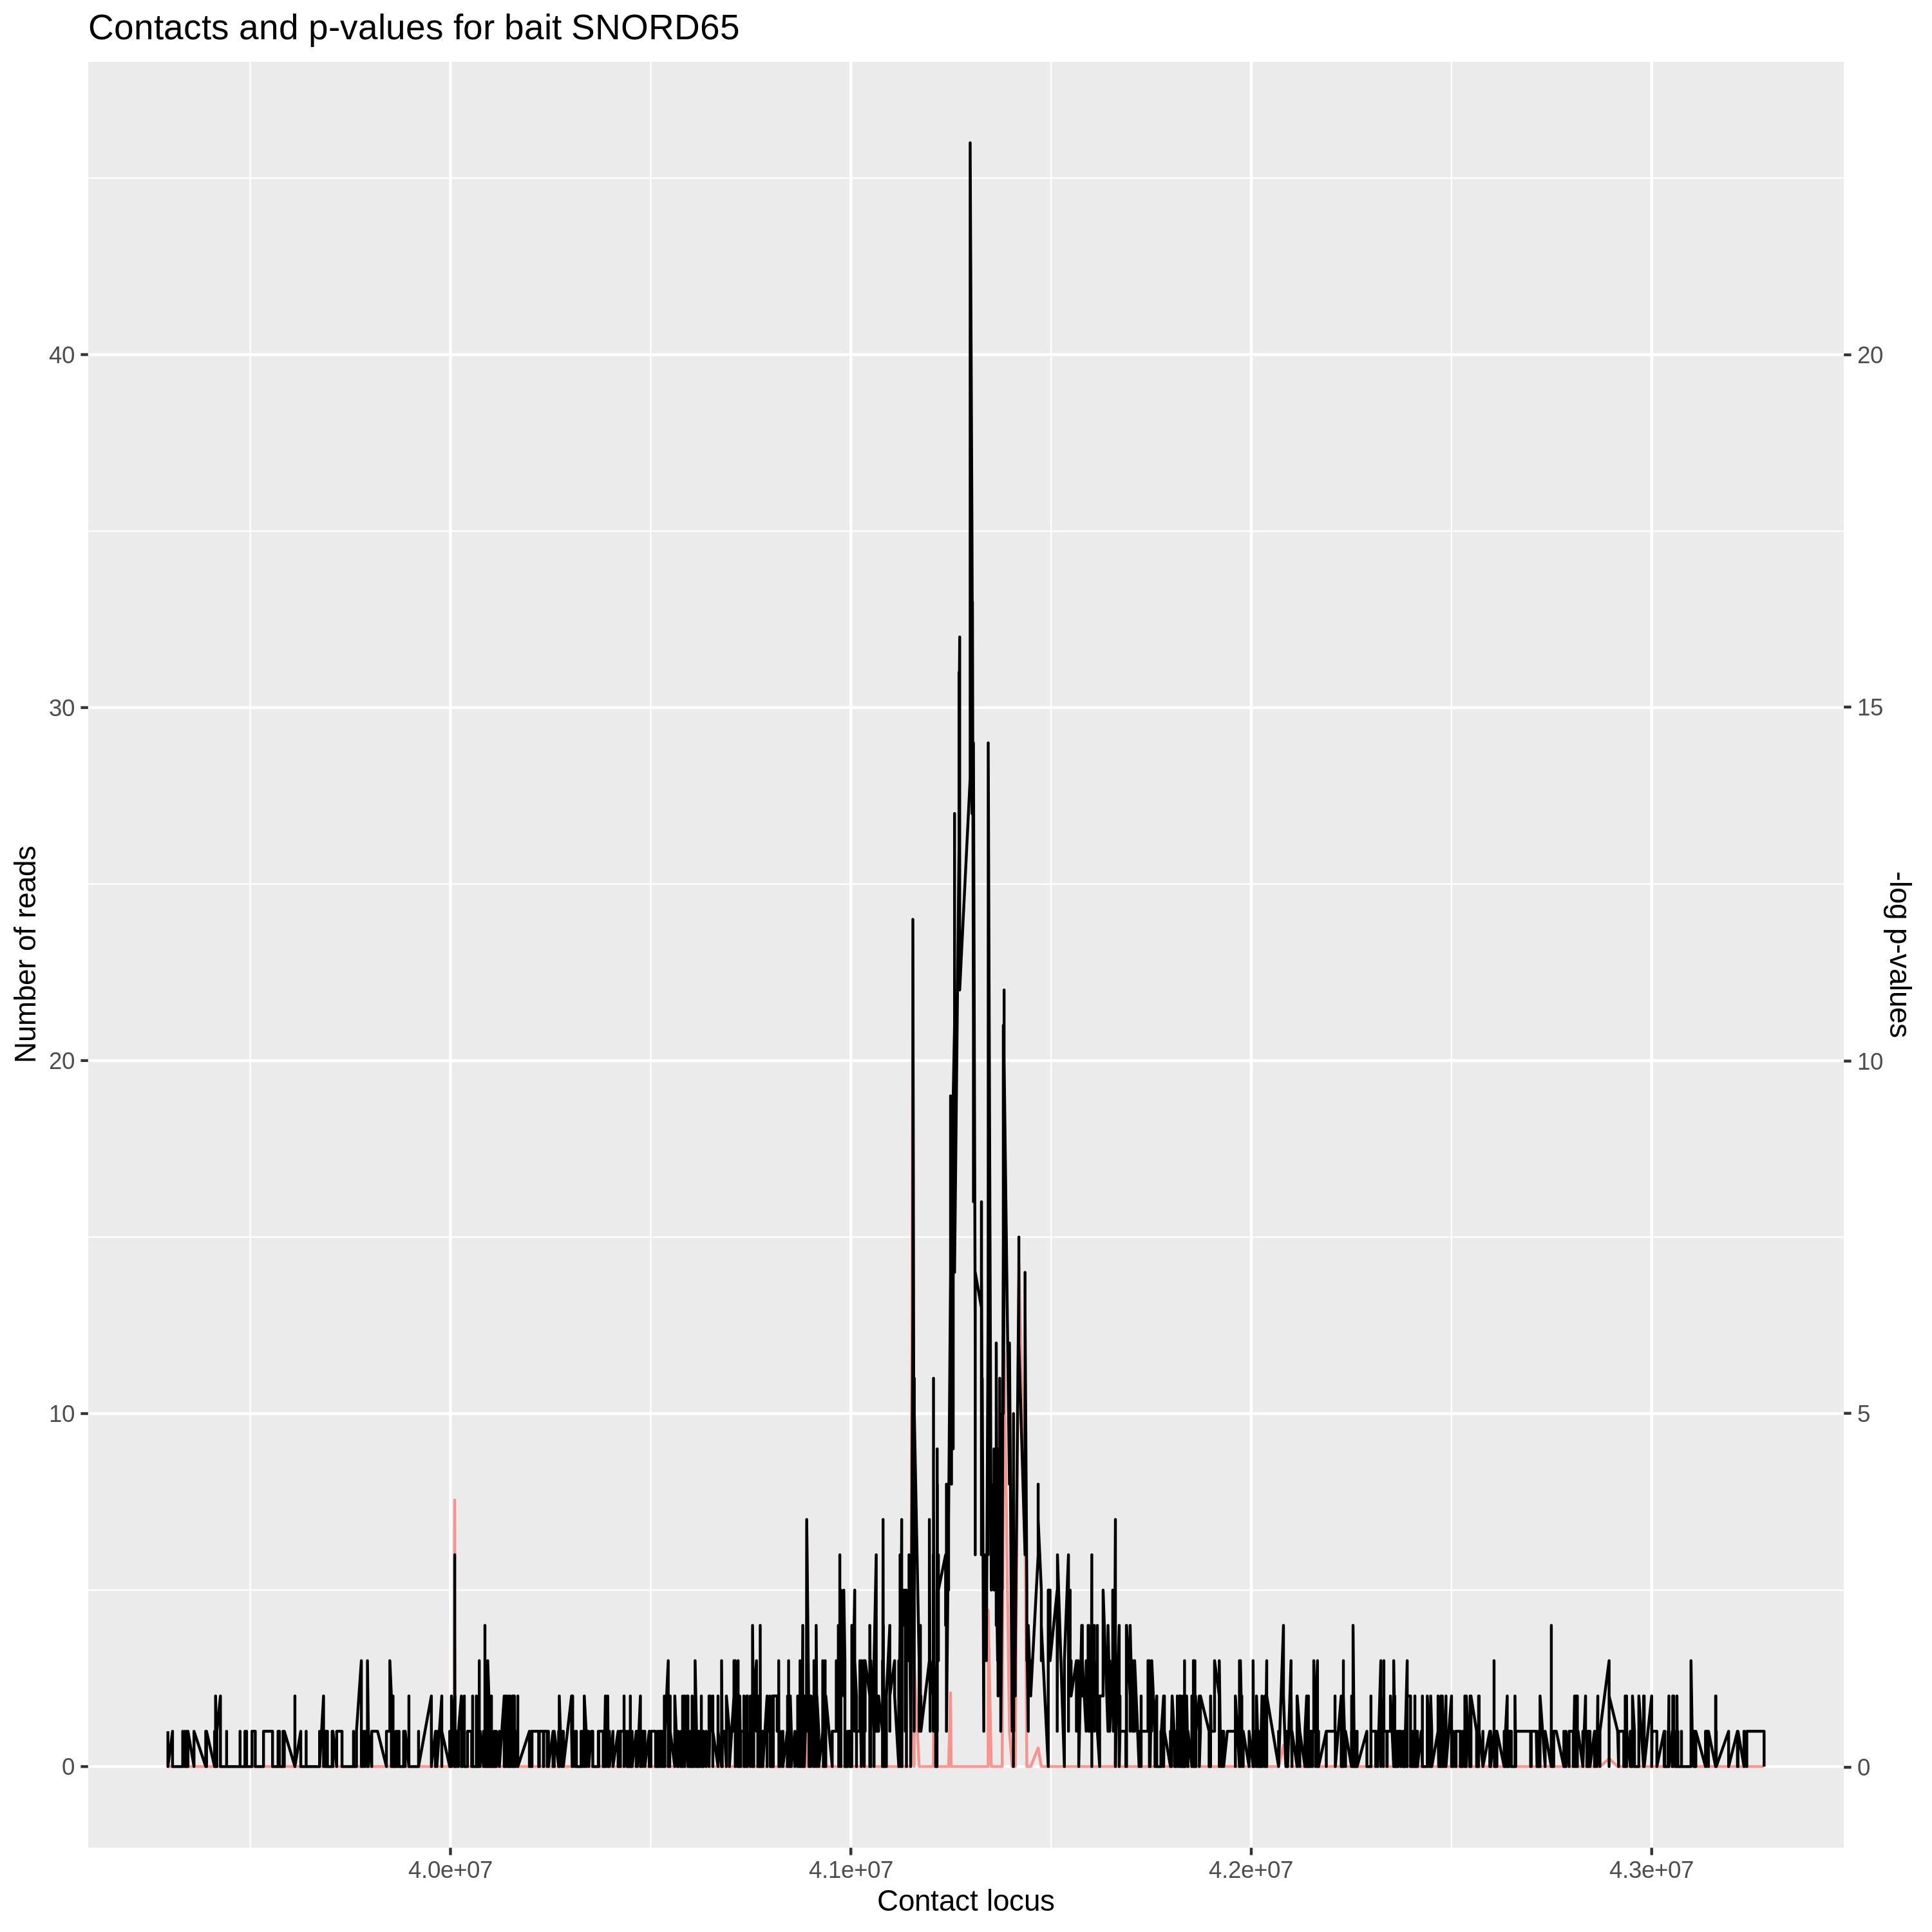 Contacts and p-values for bait SNORD65
40
30
20
10
0
Number of reads
20
15
10
5
0
-log p-values
4.0e+07
4.1e+07
4.2e+07
4.3e+07
Contact locus